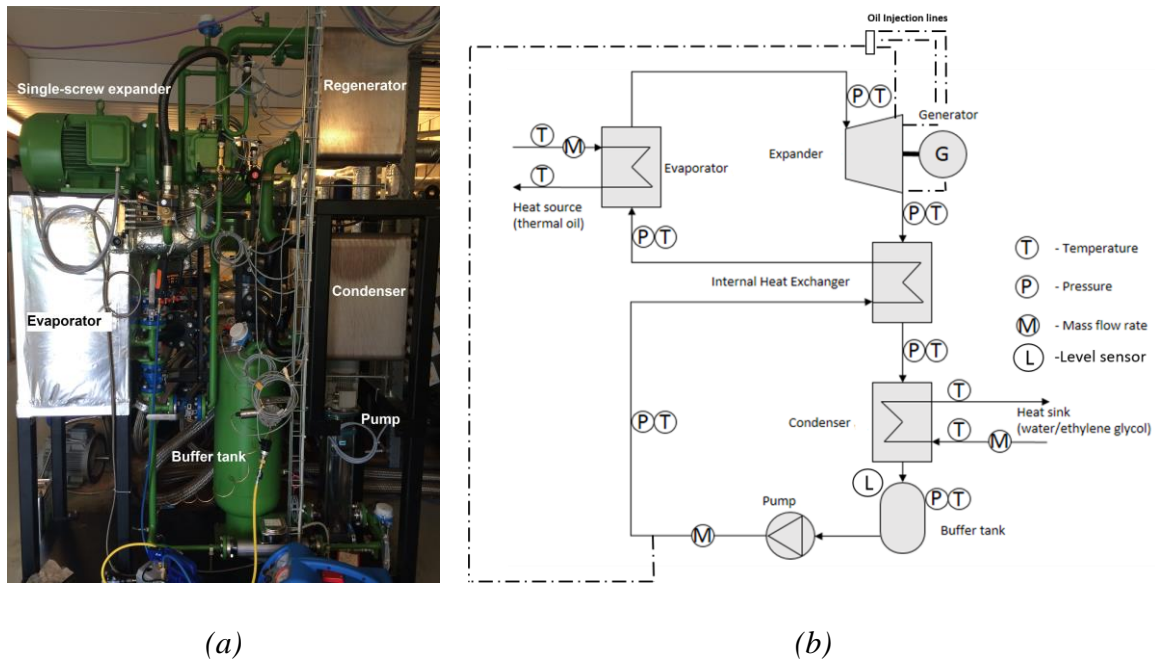 Single-screw expander
Regenerator
Evaporator
Condenser
Pump
Buffer tank
(a)
Oil Injection lines
P T
Generator
G
Expander
T
M
T
Evaporator
Heat source
(thermal oil)
P T
P T
Internal Heat Exchanger
T - Temperature
P - Pressure
M - Mass flow rate
L -Level sensor
P T
P T
T
Condenser
Heat sink
(water/ethylene glycol)
T
M
L
P T
Pump
Buffer tank
M
(b)